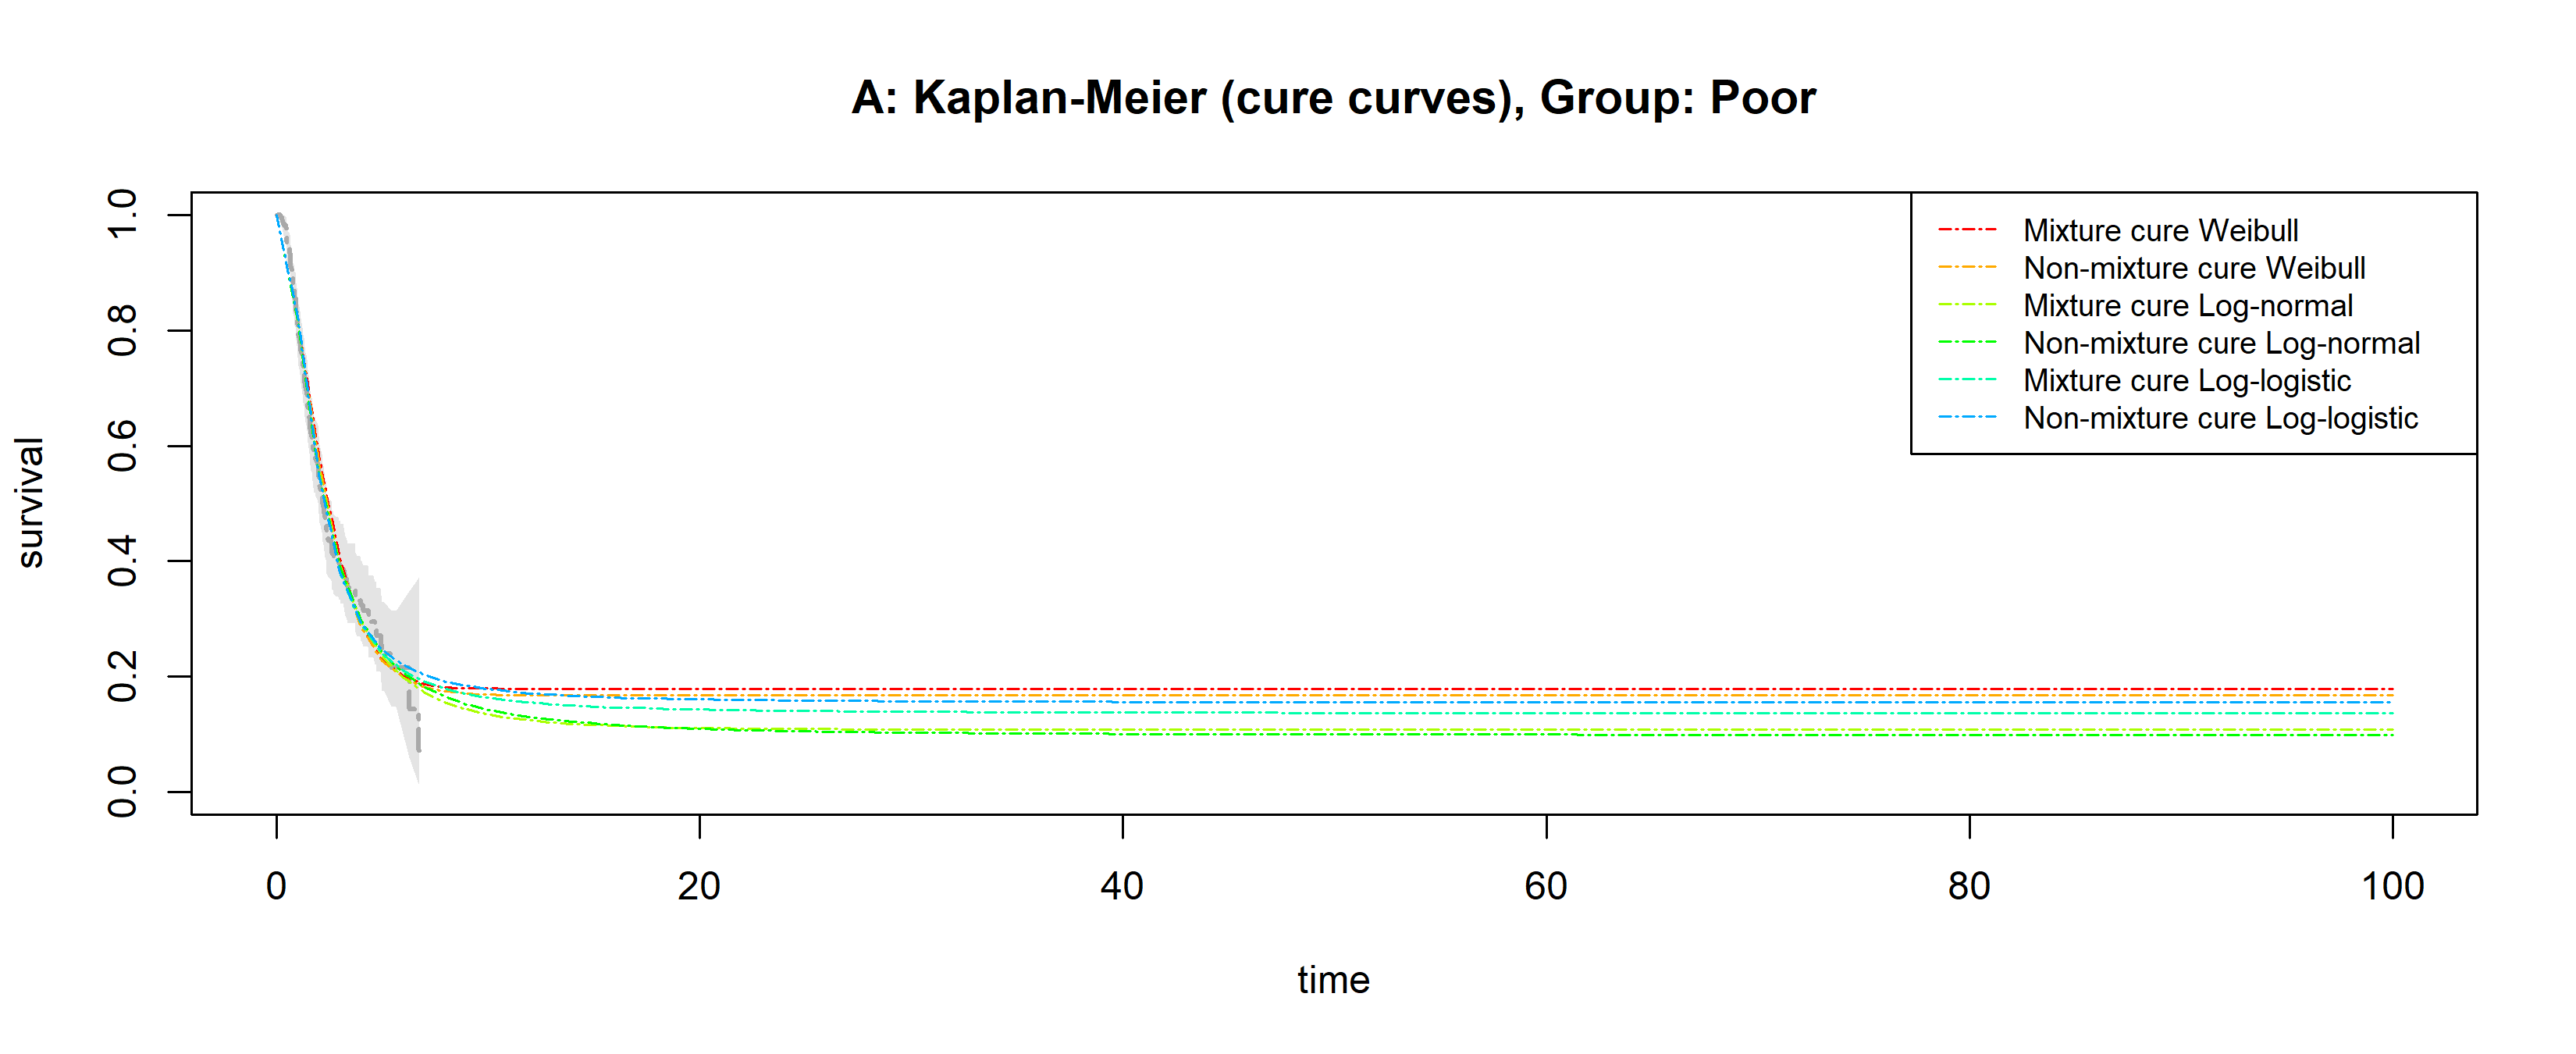 A: Kaplan-Meier (cure curves), Group: Poor
1.0
0.8
0.6
0.4
0.2
0.0
survival
Mixture cure Weibull
Non-mixture cure Weibull
Mixture cure Log-normal
Non-mixture cure Log-normal
Mixture cure Log-logistic
Non-mixture cure Log-logistic
0 20 40 60 80 100
time